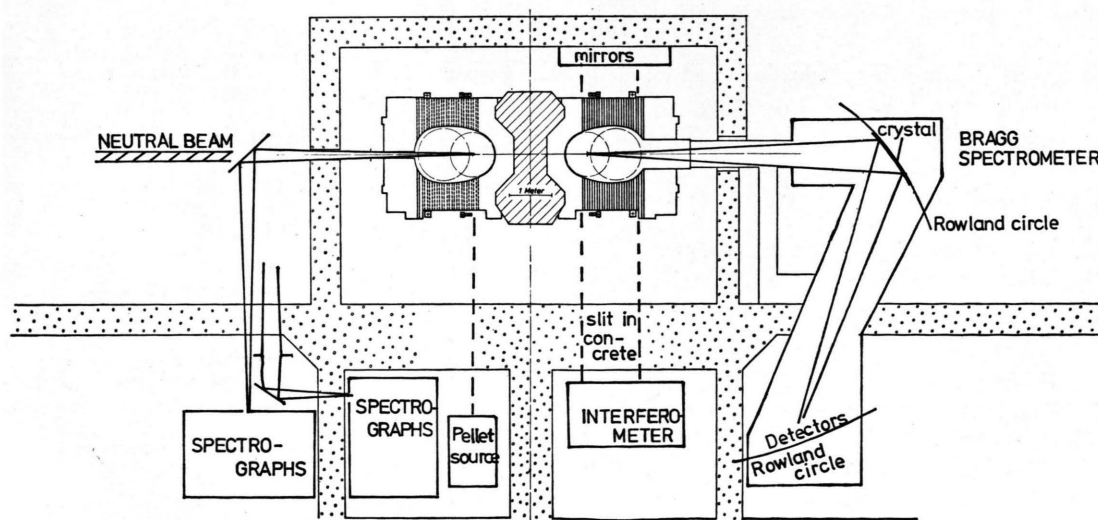 mirrors
NEUTRAL BEAM
crystal
BRAGG
SPECTROMETER
1 Meter
Rowland circle
slit in
con-
crete
SPECTRO-
GRAPHS
SPECTRO-
GRAPHS
Pellet
source
INTERFERO-
METER
Detectors
Rowland
circle